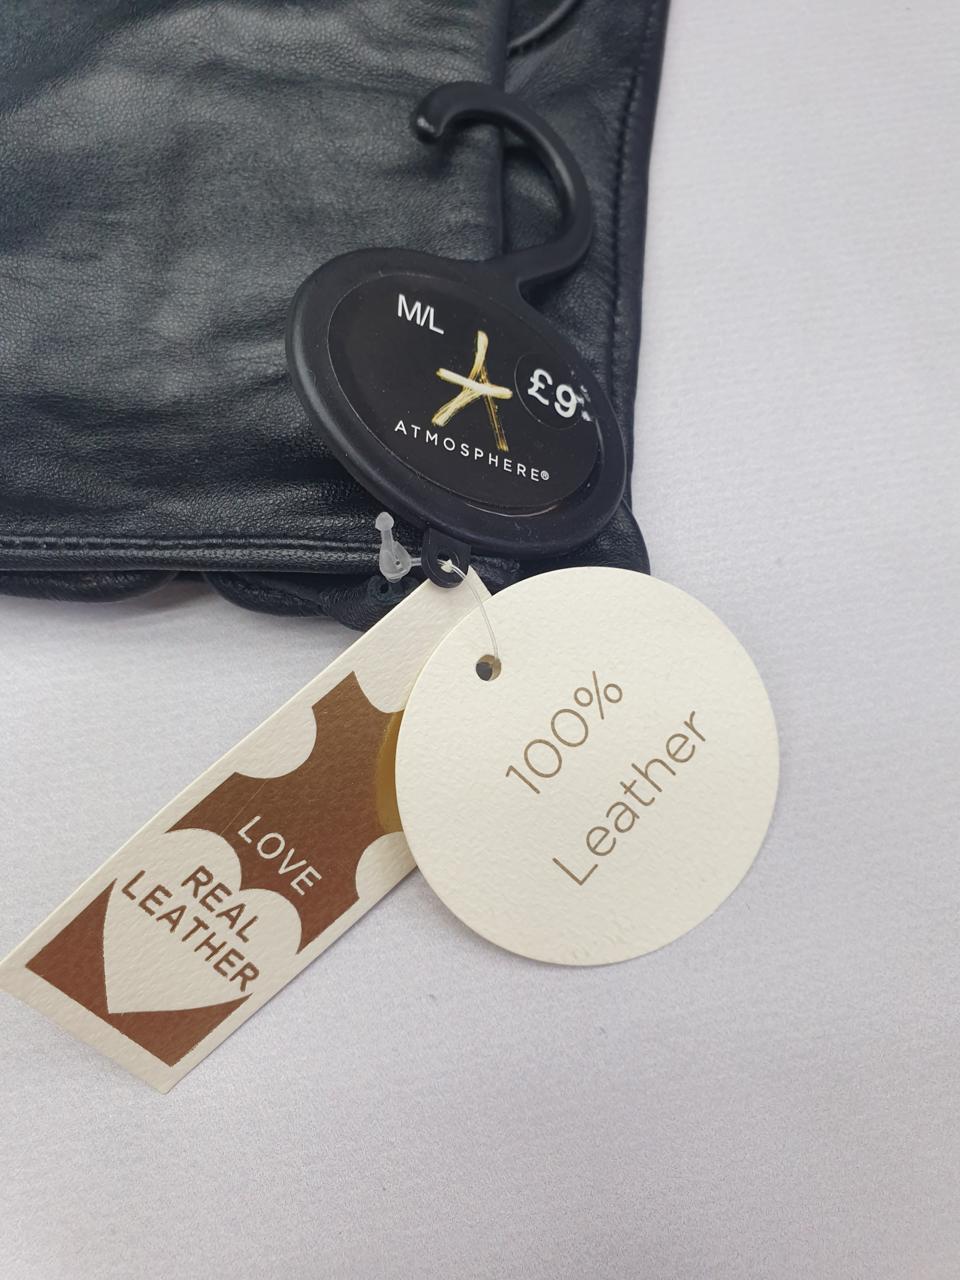 M/L
£9
ATMOSPHERE®
100%
Leather
LOVE
REAL
LEATHER